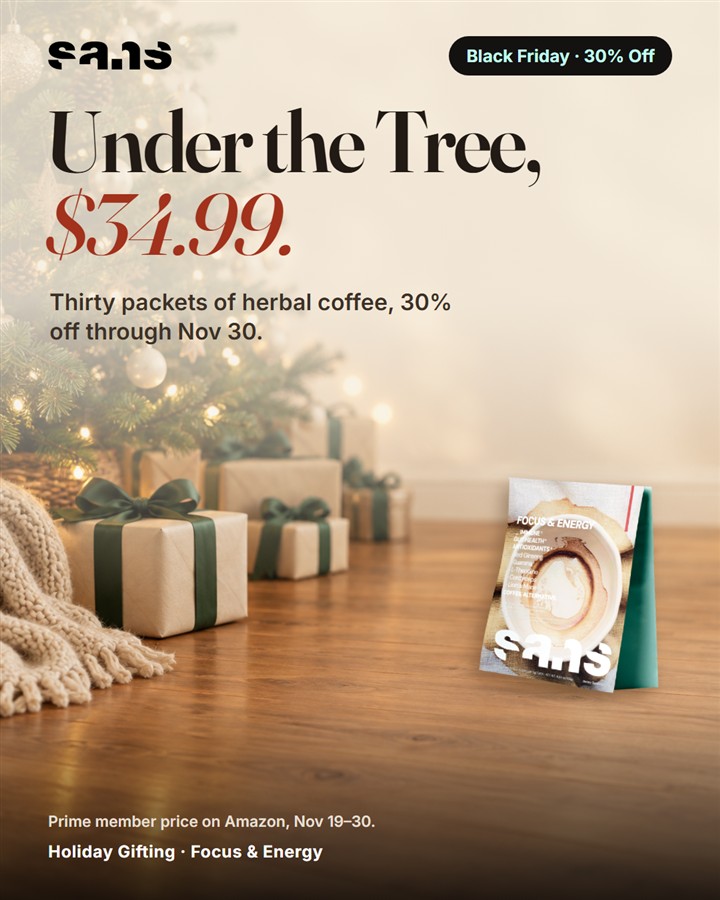 sans
Black Friday · 30% Off
Under the Tree,
$34.99.
Thirty packets of herbal coffee, 30%
off through Nov 30.
FOCUS & ENERGY
sans
Prime member price on Amazon, Nov 19–30.
Holiday Gifting · Focus & Energy